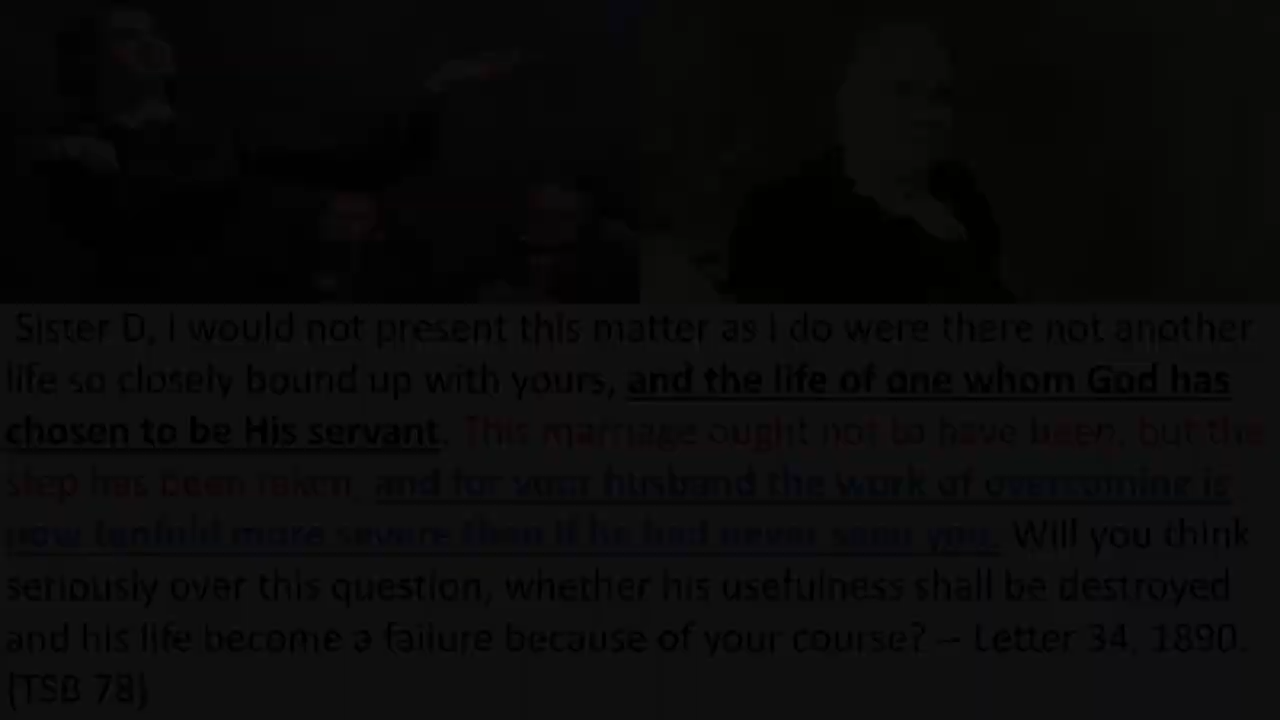 Sister D, I would not present this matter as I do were there not another
life so closely bound up with yours, and the life of one whom God has
chosen to be His servant. This marriage ought not to have been, but the
step has been taken, and for your husband the work of overcoming is
now tenfold more severe than if he had never seen you. Will you think
seriously over this question, whether his usefulness shall be destroyed
and his life become a failure because of your course? -- Letter 34, 1890.
(TSB 78)